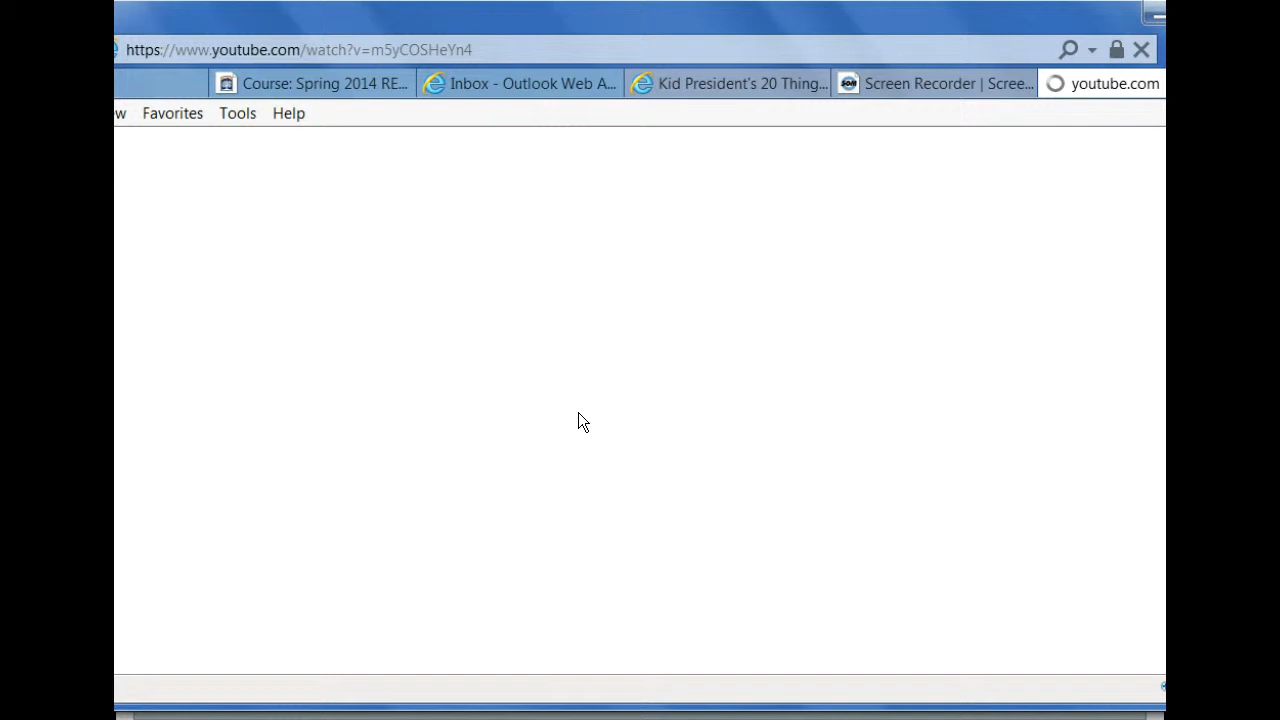 https://www.youtube.com/watch?v=m5yCOSHeYn4
Course: Spring 2014 RE... Inbox - Outlook Web A... Kid President's 20 Thing... SOM Screen Recorder | Scree... youtube.com
w Favorites Tools Help